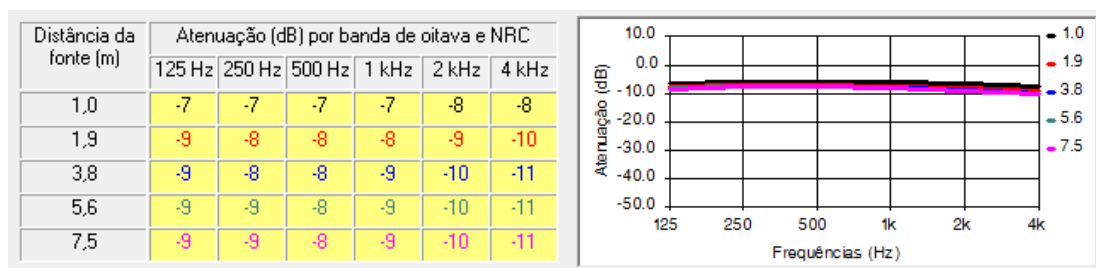 Distância da fonte (m) Atenuação (dB) por banda de oitava e NRC
125 Hz 250 Hz 500 Hz 1 kHz 2 kHz 4 kHz
1,0 -7 -7 -7 -7 -8 -8
1,9 -9 -8 -8 -8 -9 -10
3,8 -9 -8 -8 -9 -10 -11
5,6 -9 -9 -8 -9 -10 -11
7,5 -9 -9 -8 -9 -10 -11
Atenuação (dB)
10.0
0.0
-10.0
-20.0
-30.0
-40.0
-50.0
125 250 500 1k 2k 4k
Frequências (Hz)
1.0
1.9
3.8
5.6
7.5